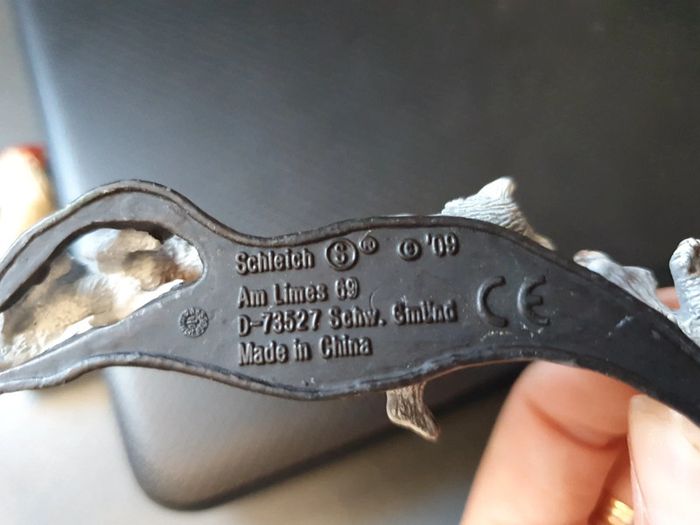 Schleich Ⓢ® © '09
Am Limes 69
D-73527 Schw. Gmünd
Made in China
CE